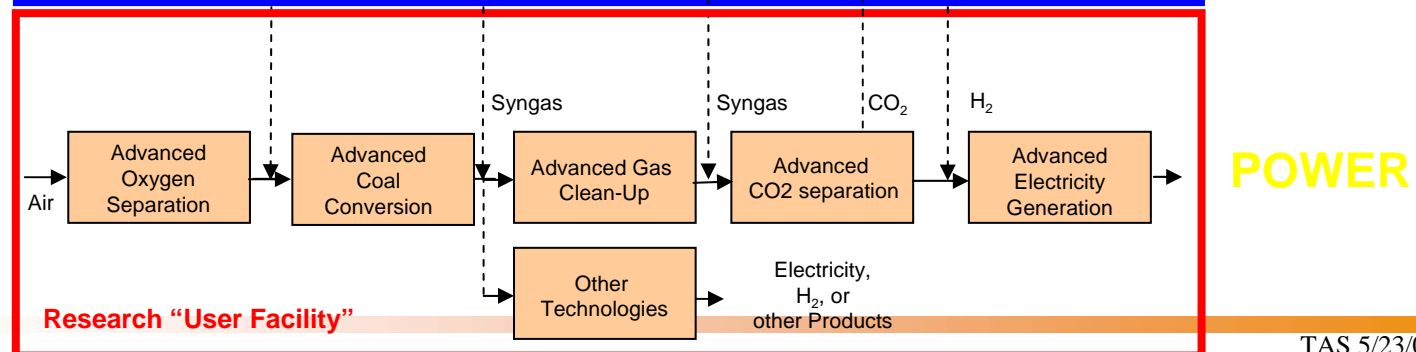 Syngas
Syngas
CO2
H2
Air
Advanced
Oxygen
Separation
Advanced
Coal
Conversion
Advanced Gas
Clean-Up
Advanced
CO2 separation
Advanced
Electricity
Generation
POWER
Other
Technologies
Electricity,
H2, or
other Products
Research “User Facility”
TAS 5/23/0